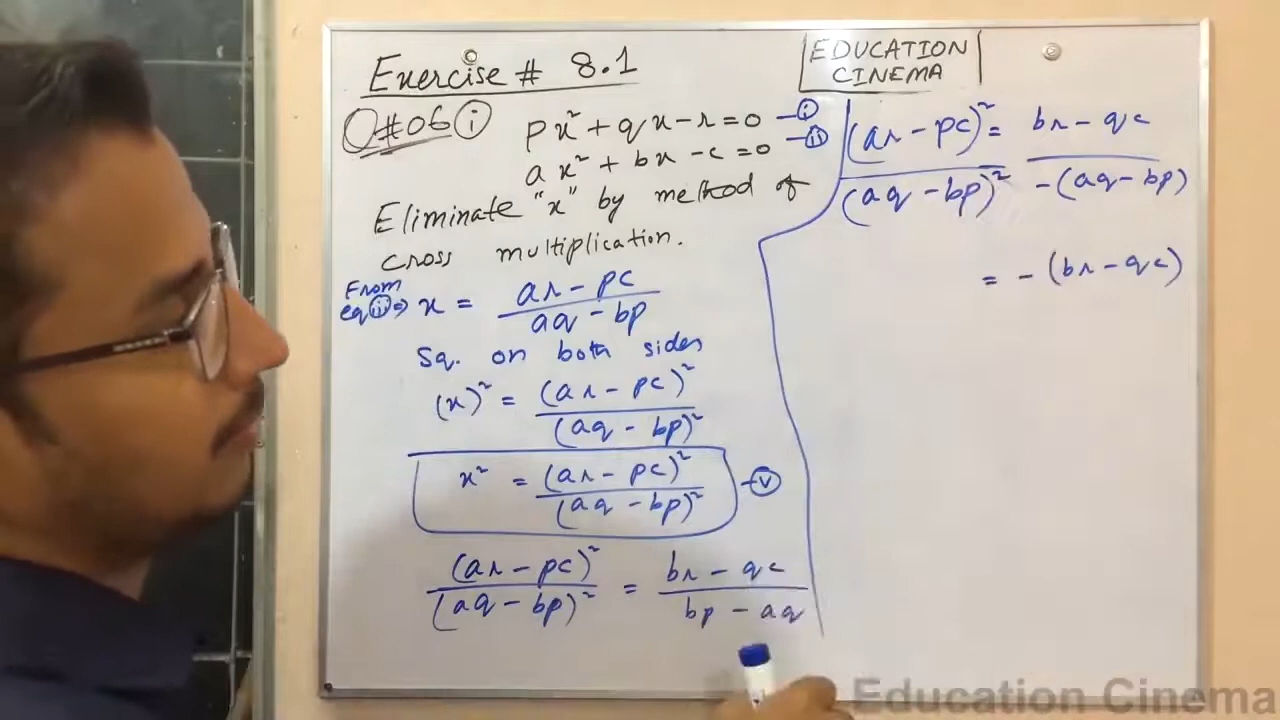 Exercise # 8.1
EDUCATION
CINEMA
Q#06 (i) px² + qx - r = 0 - (i)
ax² + bx - c = 0 - (ii)
Eliminate "x" by method of
cross multiplication.
From
eq (ii) ⇒ x = (ar - pc) / (aq - bp)
Sq. on both sides
(x)² = (ar - pc)² / (aq - bp)²
x² = (ar - pc)² / (aq - bp)² - (v)
(ar - pc)² / (aq - bp)² = (br - qc) / (bp - aq)
(ar - pc)² / (aq - bp)² = (br - qc) / -(aq - bp)
= - (br - qc)
Education Cinema